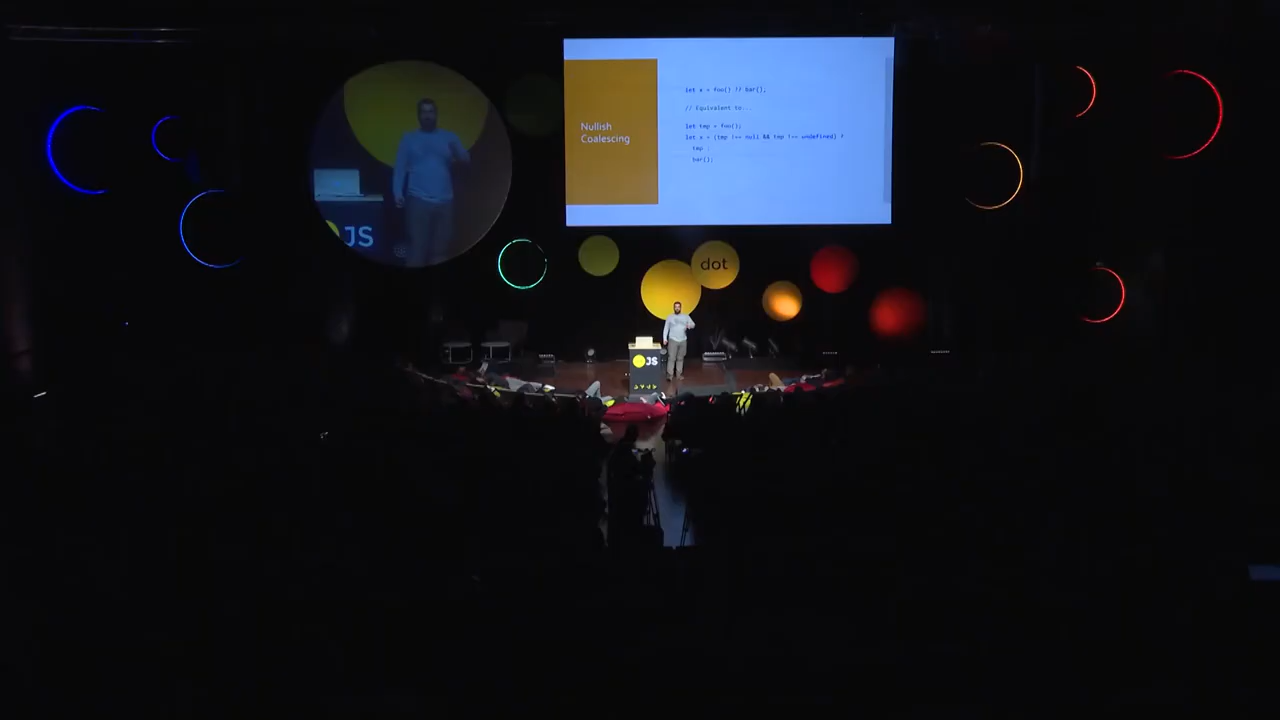 Nullish
Coalescing
let x = foo() ?? bar();
// Equivalent to...
let tmp = foo();
let x = (tmp !== null && tmp !== undefined) ?
tmp :
bar();
JS
dot
JS